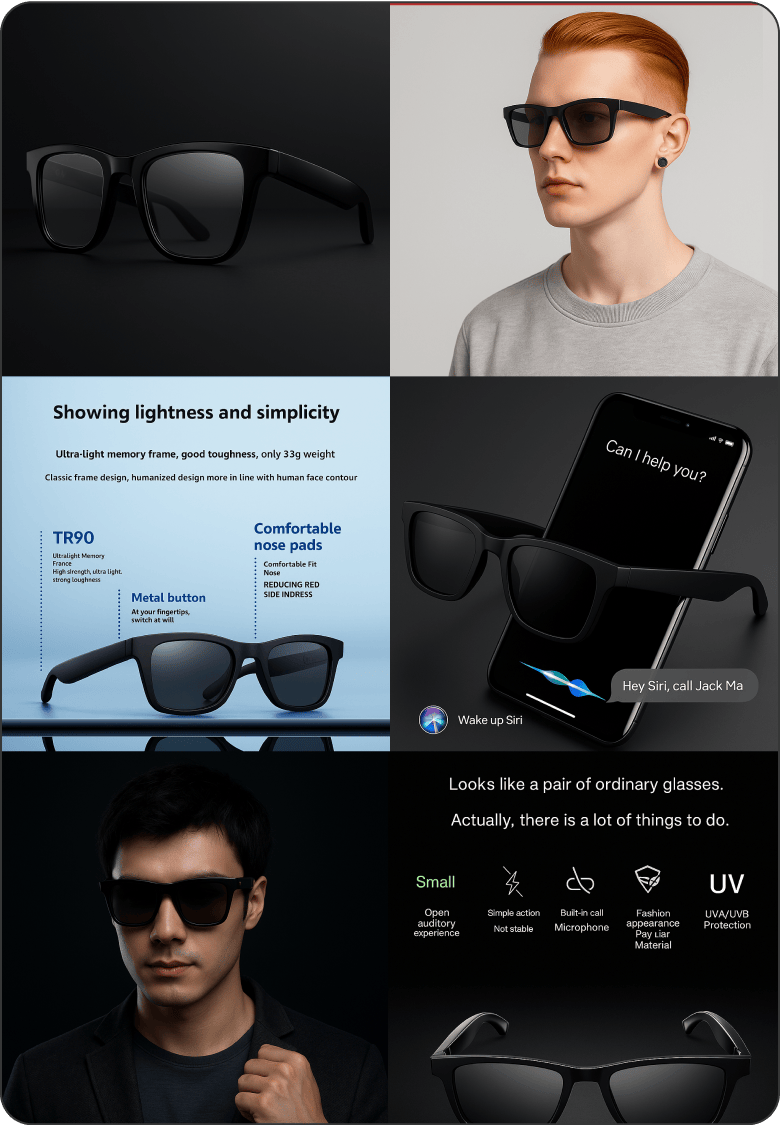 Showing lightness and simplicity
Ultra-light memory frame, good toughness, only 33g weight
Classic frame design, humanized design more in line with human face contour
TR90
Ultralight Memory
France
High slrength, ultra light.
strong loughness
Metal button
At your fingertips,
switch at will
Comfortable
nose pads
Comfortable Fit
Nose
REDUCING RED
SIDE INDRESS
Can I help you?
Hey Siri, call Jack Ma
Wake up Siri
Looks like a pair of ordinary glasses.
Actually, there is a lot of things to do.
Small
Open
auditory
experience
Simple action
Not stable
Built-in call
Microphone
Fashion
appearance
Pay Liar
Material
UV
UVA/UVB
Protection